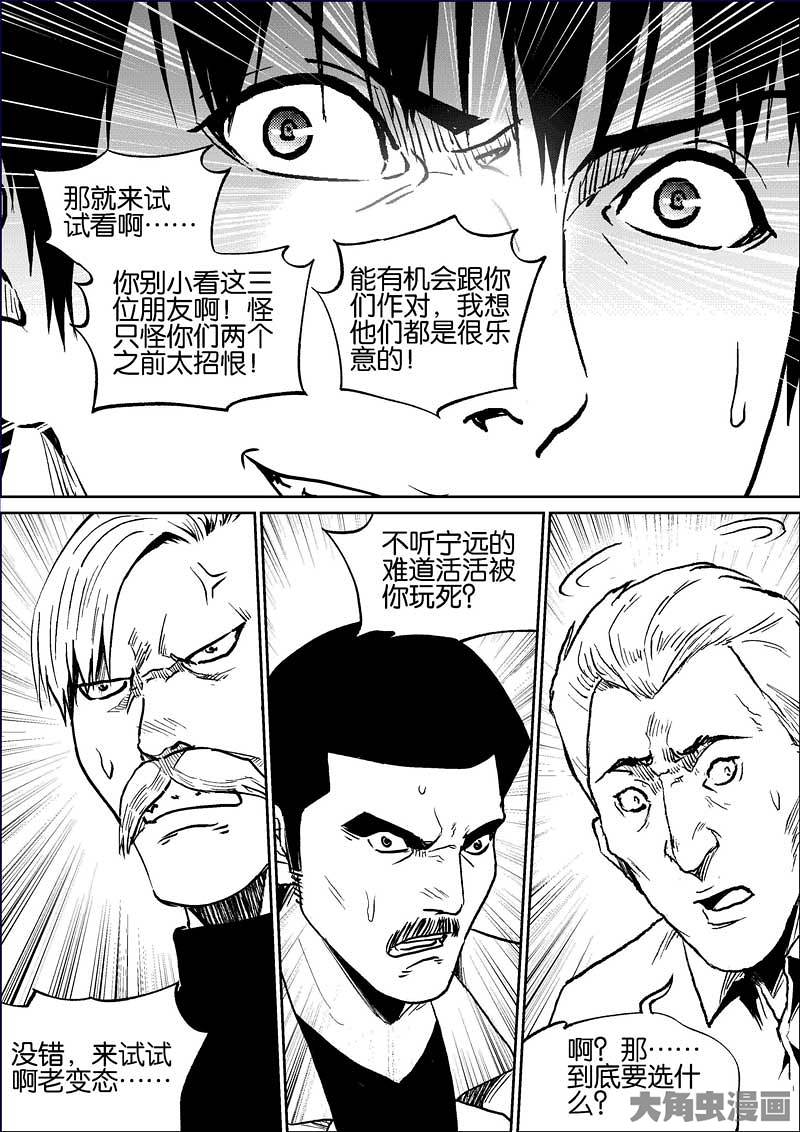 那就来试
试看啊……
你别小看这三
位朋友啊！怪
只怪你们两个
之前太招恨！
能有机会跟你
们作对，我想
他们都是很乐
意的！
不听宁远的
难道活活被
你玩死？
没错，来试试
啊老变态……
啊？那……
到底要选什
么？
大角虫漫画